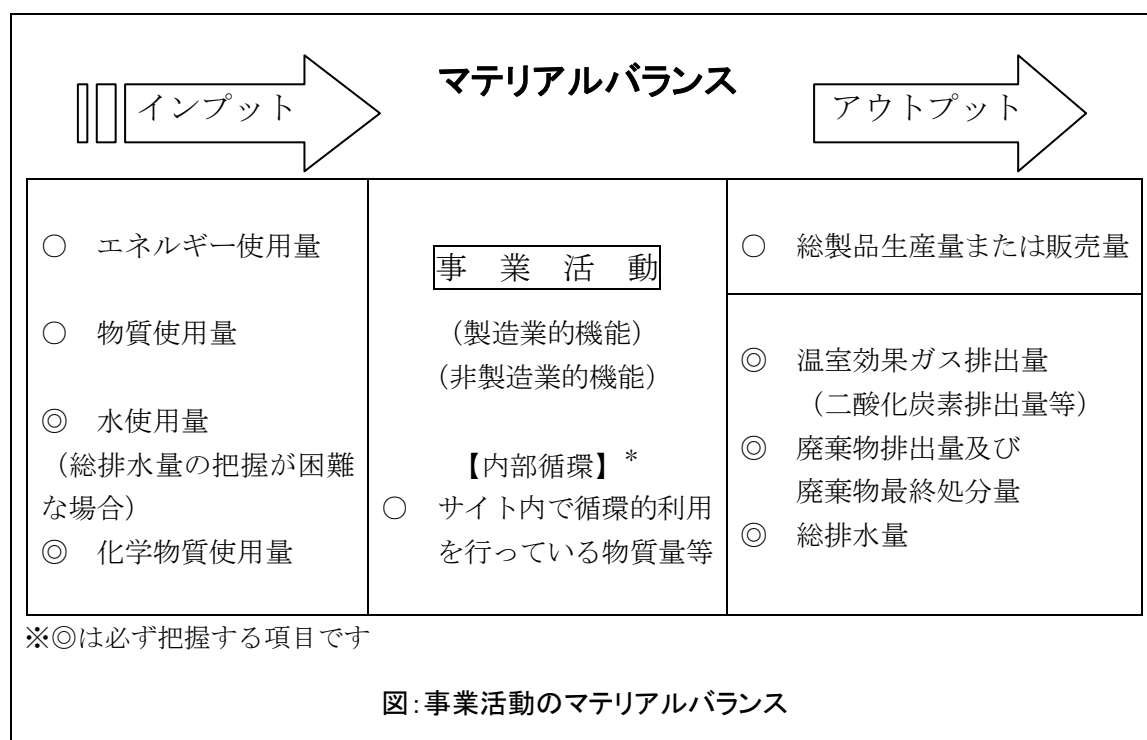 マテリアルバランス
インプット
アウトプット
○ エネルギー使用量
○ 物質使用量
◎ 水使用量
(総排水量の把握が困難
な場合)
◎ 化学物質使用量
事 業 活 動
(製造業的機能)
(非製造業的機能)
【内部循環】*
○ サイト内で循環的利用
を行っている物質量等
○ 総製品生産量または販売量
◎ 温室効果ガス排出量
(二酸化炭素排出量等)
◎ 廃棄物排出量及び
廃棄物最終処分量
◎ 総排水量
※◎は必ず把握する項目です
図:事業活動のマテリアルバランス